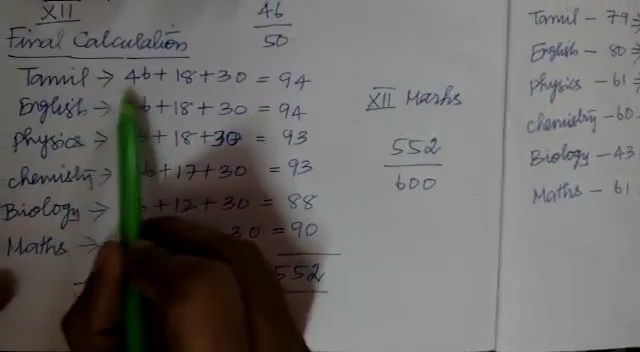 XII
46
50
Final Calculation
Tamil → 46 + 18 + 30 = 94
English → 6 + 18 + 30 = 94
Physics → + 18 + 30 = 93
Chemistry → 6 + 17 + 30 = 93
Biology → + 12 + 30 = 88
Maths → 30 = 90
552
XII Marks
552
600
Tamil – 79
English – 80
Physics – 61
Chemistry – 60
Biology – 43
Maths – 61